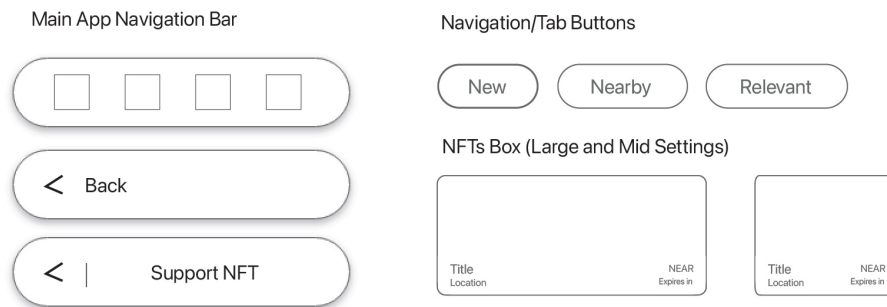 Main App Navigation Bar
< Back
< | Support NFT
Navigation/Tab Buttons
New Nearby Relevant
NFTs Box (Large and Mid Settings)
Title NEAR
Location Expires in
Title NEAR
Location Expires in